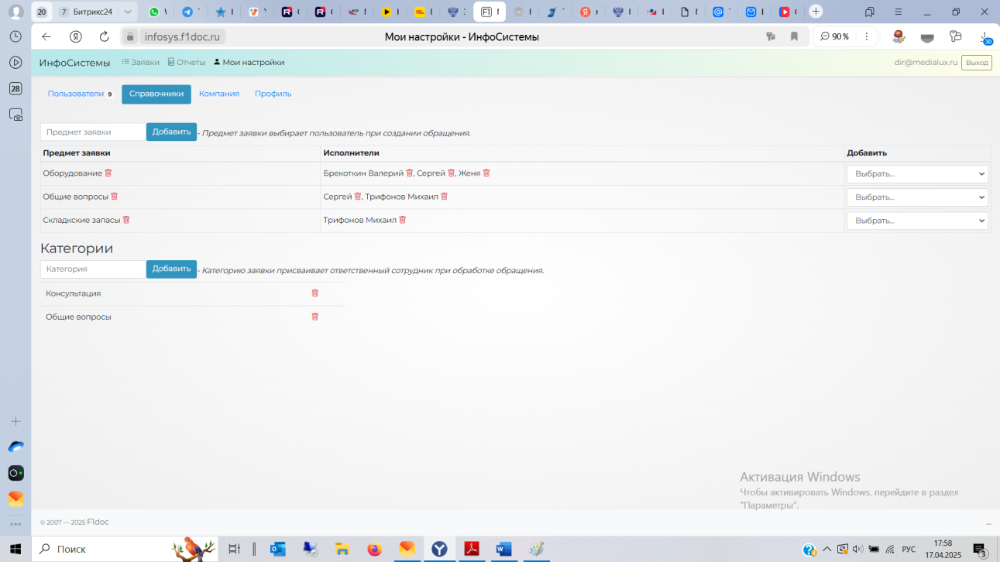 20
7 Битрикс24
infosys.f1doc.ru
Мои настройки - ИнфоСистемы
90 %
30
28
ИнфоСистемы Заявки Отчеты Мои настройки
dir@medialux.ru Выход
Пользователи 9 Справочники Компания Профиль
Предмет заявки Добавить - Предмет заявки выбирает пользователь при создании обращения.
Предмет заявки Исполнители Добавить
Оборудование Брекоткин Валерий, Сергей, Женя Выбрать...
Общие вопросы Сергей, Трифонов Михаил Выбрать...
Складкские запасы Трифонов Михаил Выбрать...
Категории
Категория Добавить - Категорию заявки присваивает ответственный сотрудник при обработке обращения.
Консультация
Общие вопросы
Активация Windows
Чтобы активировать Windows, перейдите в раздел
"Параметры".
© 2007 — 2025 F1doc
...
Поиск
РУС
17:58
17.04.2025
3